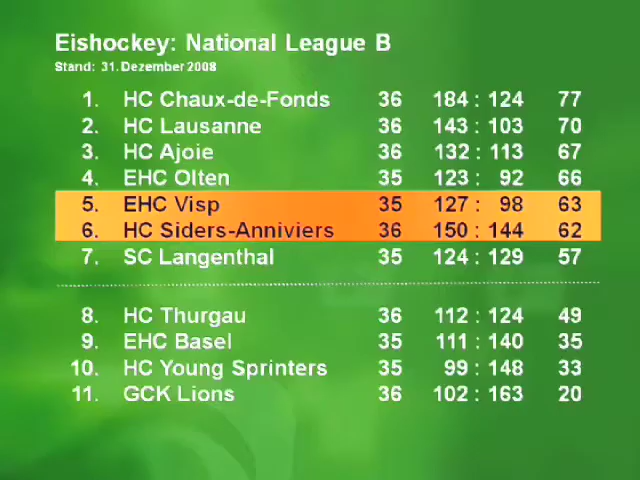 Eishockey: National League B
Stand: 31. Dezember 2008
1. HC Chaux-de-Fonds 36 184 : 124 77
2. HC Lausanne 36 143 : 103 70
3. HC Ajoie 36 132 : 113 67
4. EHC Olten 35 123 : 92 66
5. EHC Visp 35 127 : 98 63
6. HC Siders-Anniviers 36 150 : 144 62
7. SC Langenthal 35 124 : 129 57
8. HC Thurgau 36 112 : 124 49
9. EHC Basel 35 111 : 140 35
10. HC Young Sprinters 35 99 : 148 33
11. GCK Lions 36 102 : 163 20